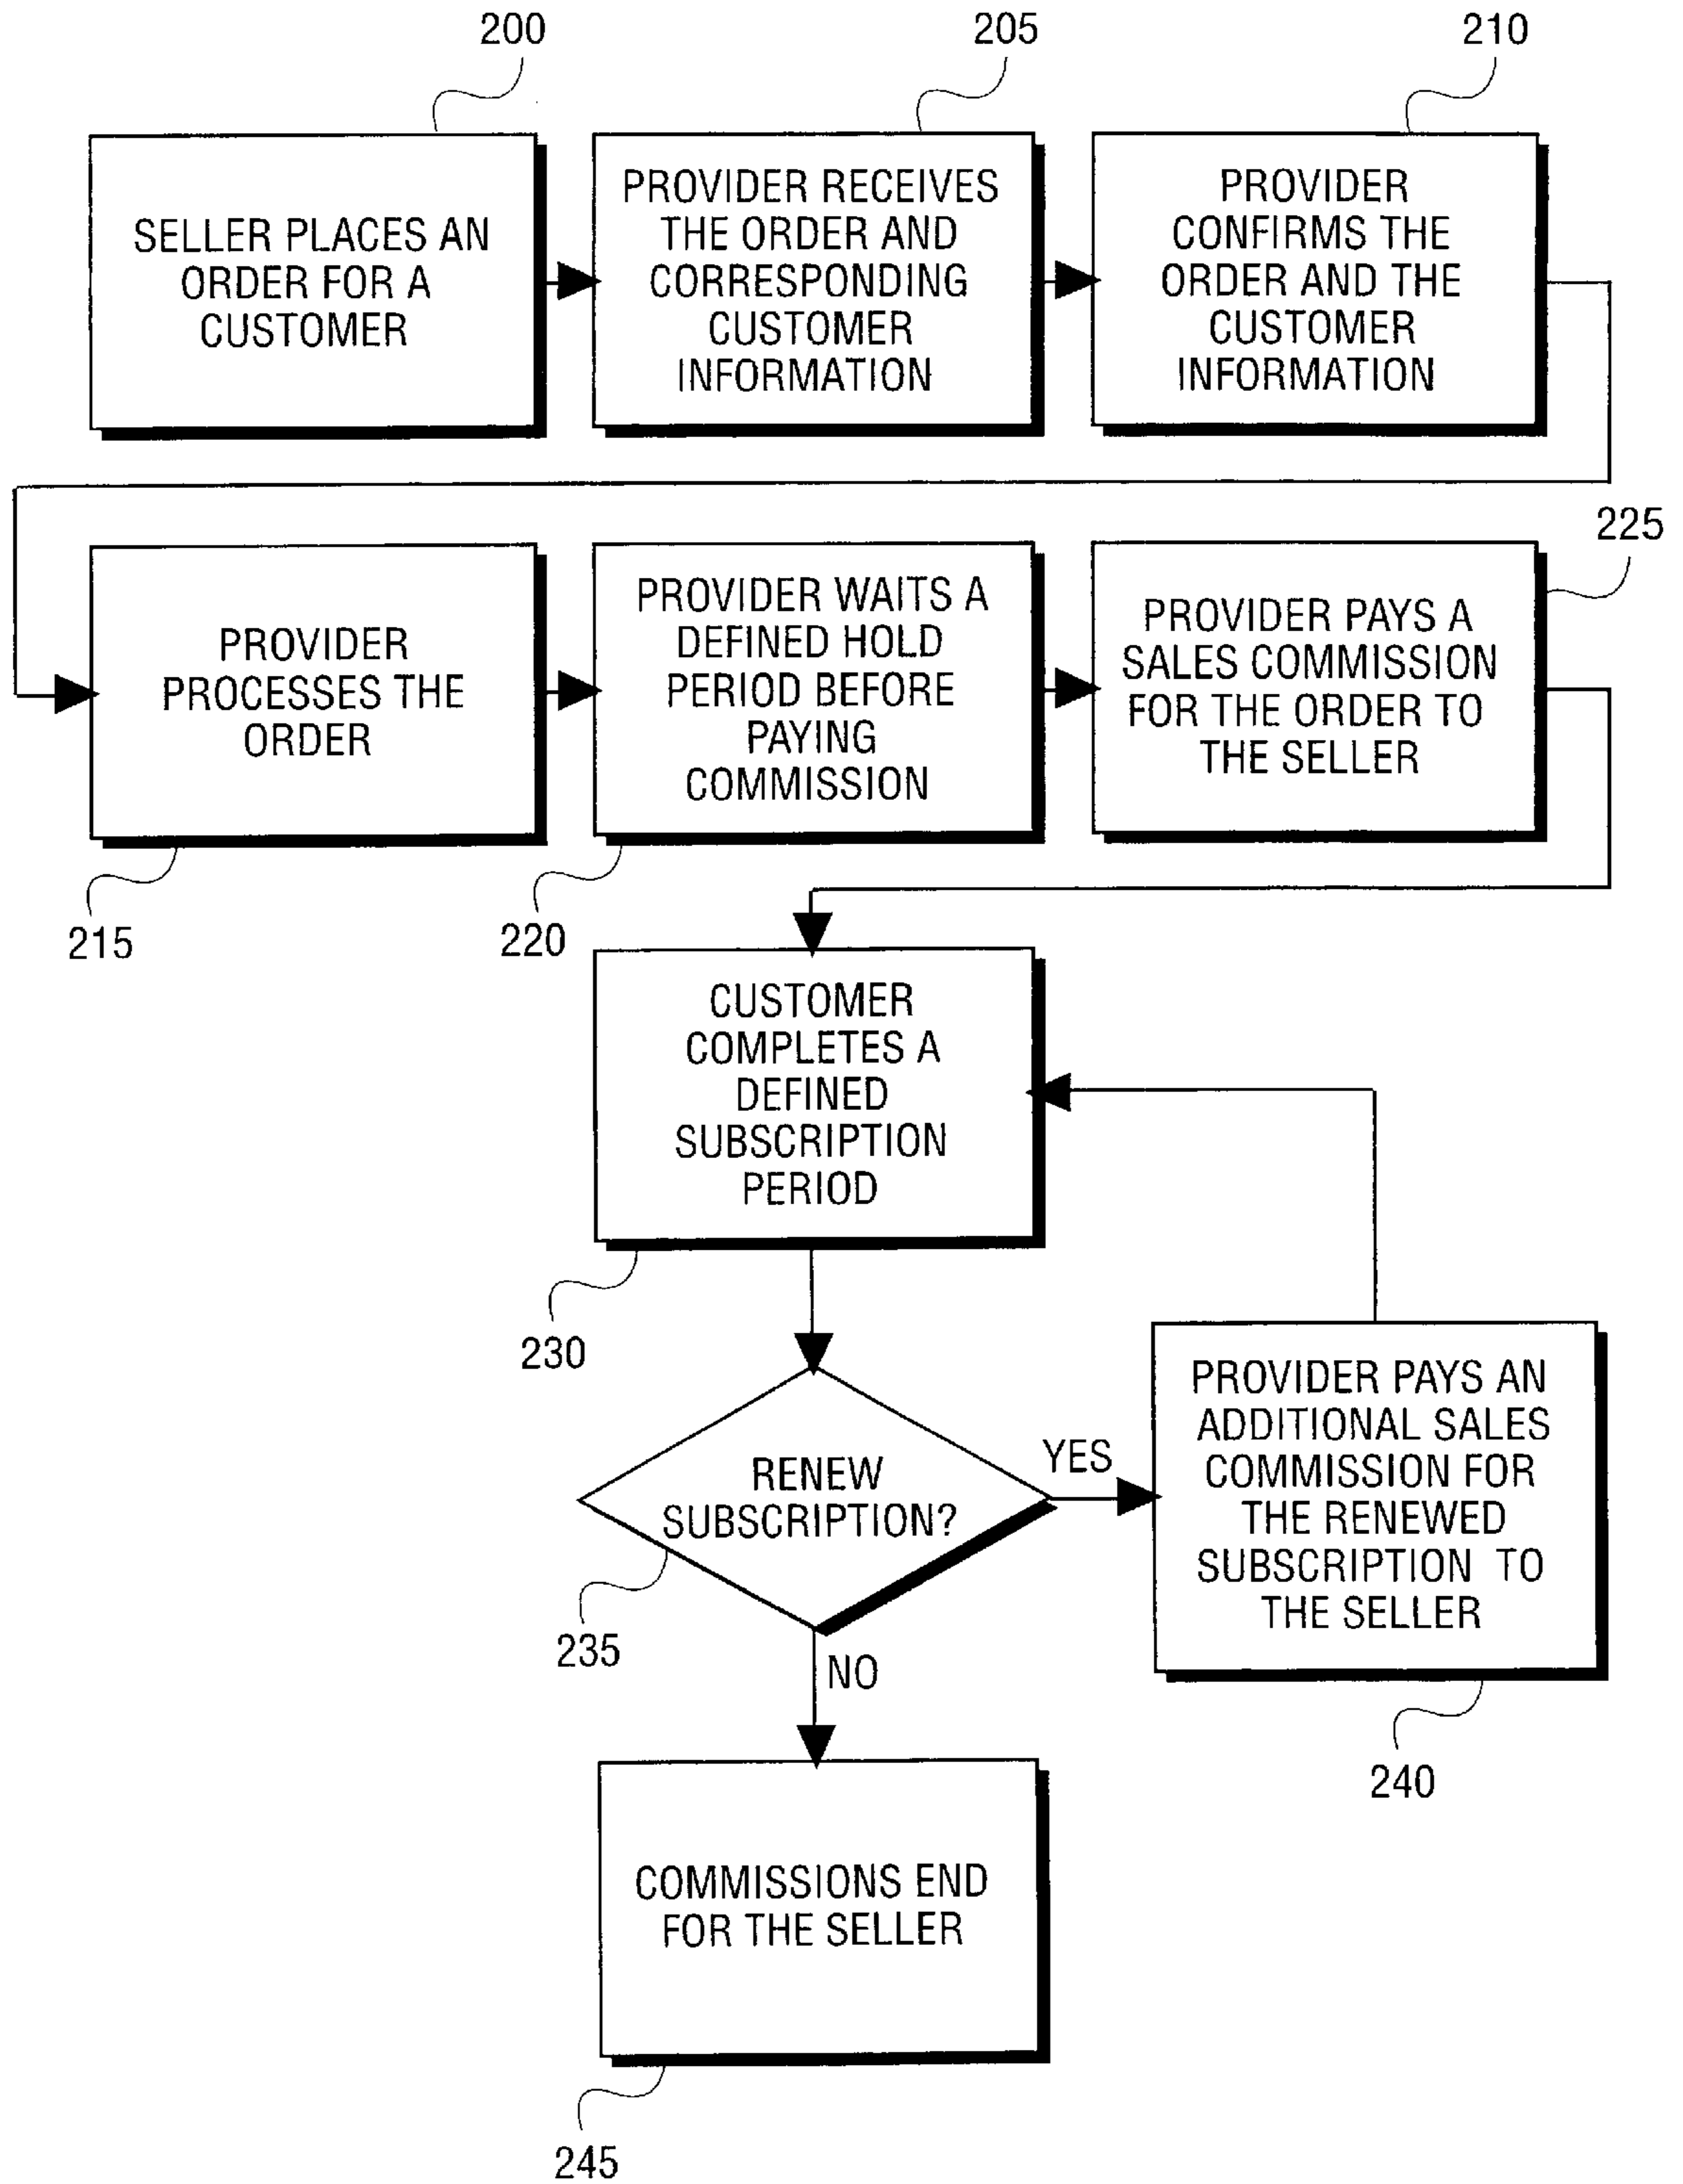 200
205
210
SELLER PLACES AN
ORDER FOR A
CUSTOMER
PROVIDER RECEIVES
THE ORDER AND
CORRESPONDING
CUSTOMER
INFORMATION
PROVIDER
CONFIRMS THE
ORDER AND THE
CUSTOMER
INFORMATION
225
PROVIDER
PROCESSES THE
ORDER
PROVIDER WAITS A
DEFINED HOLD
PERIOD BEFORE
PAYING
COMMISSION
PROVIDER PAYS A
SALES COMMISSION
FOR THE ORDER TO
THE SELLER
215
220
CUSTOMER
COMPLETES A
DEFINED
SUBSCRIPTION
PERIOD
230
RENEW
SUBSCRIPTION?
YES
PROVIDER PAYS AN
ADDITIONAL SALES
COMMISSION FOR
THE RENEWED
SUBSCRIPTION TO
THE SELLER
235
NO
240
COMMISSIONS END
FOR THE SELLER
245